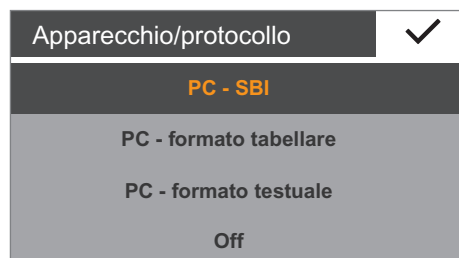 Apparecchio/protocollo
PC - SBI
PC - formato tabellare
PC - formato testuale
Off